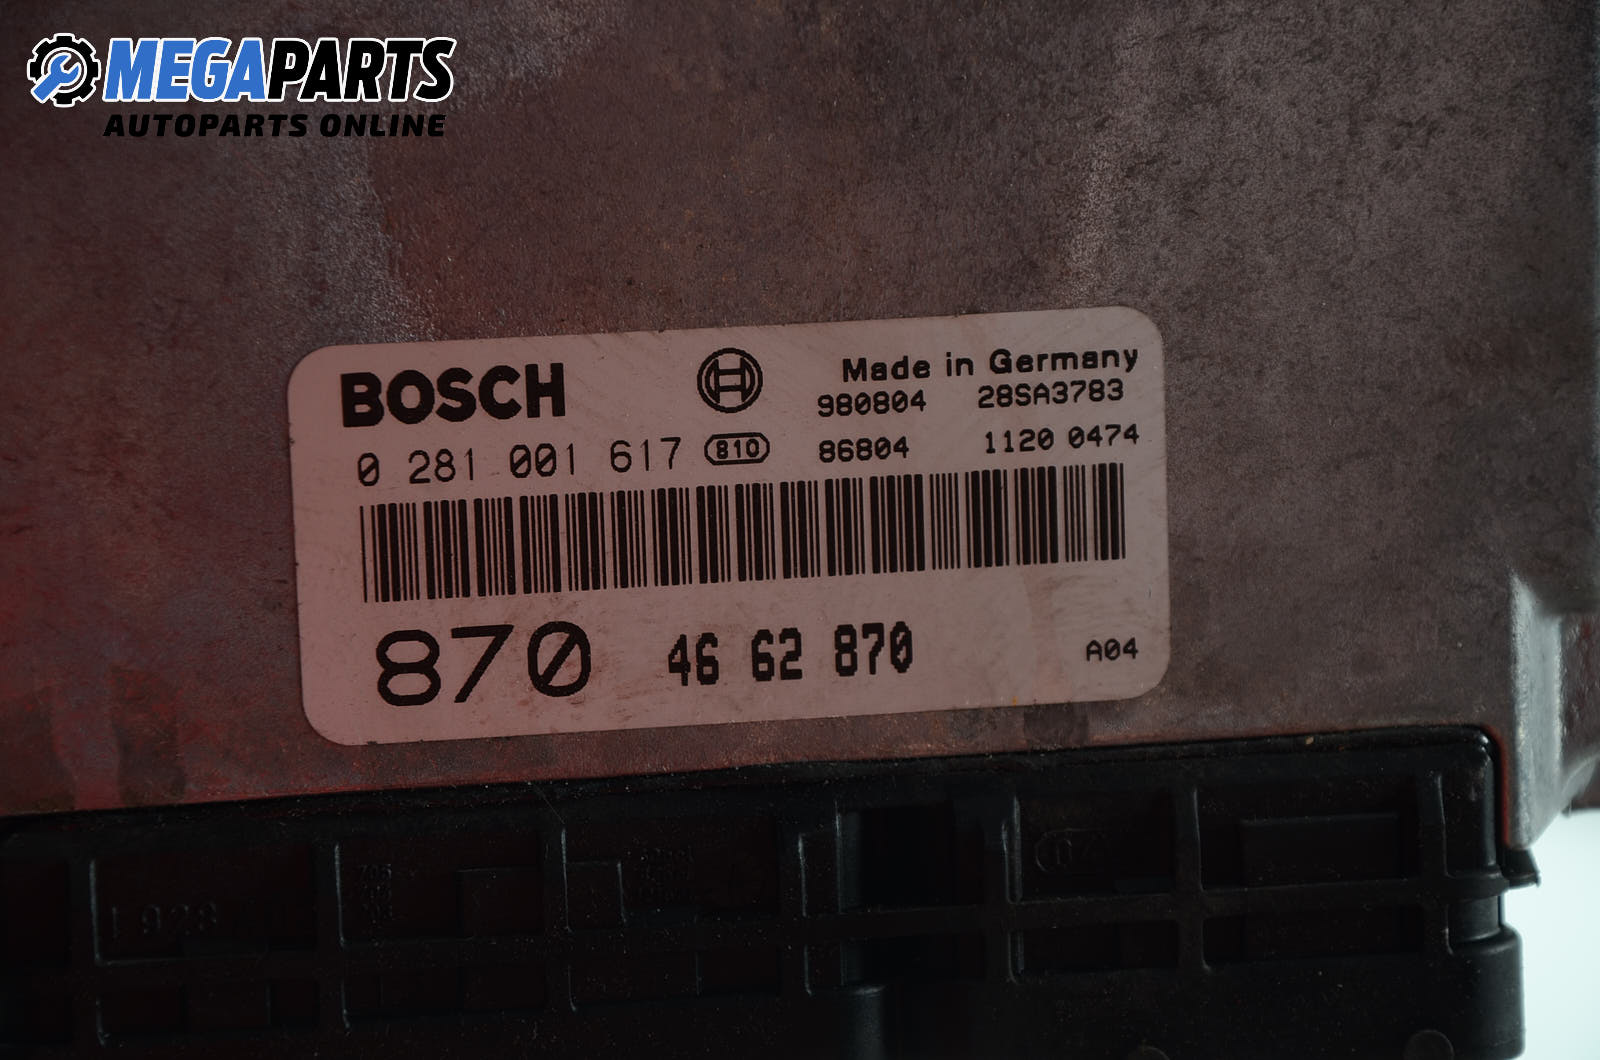 MEGAPARTS
AUTOPARTS ONLINE
BOSCH
Made in Germany
980804 28SA3783
0 281 001 617 810 86804 1120 0474
870 46 62 870 A04